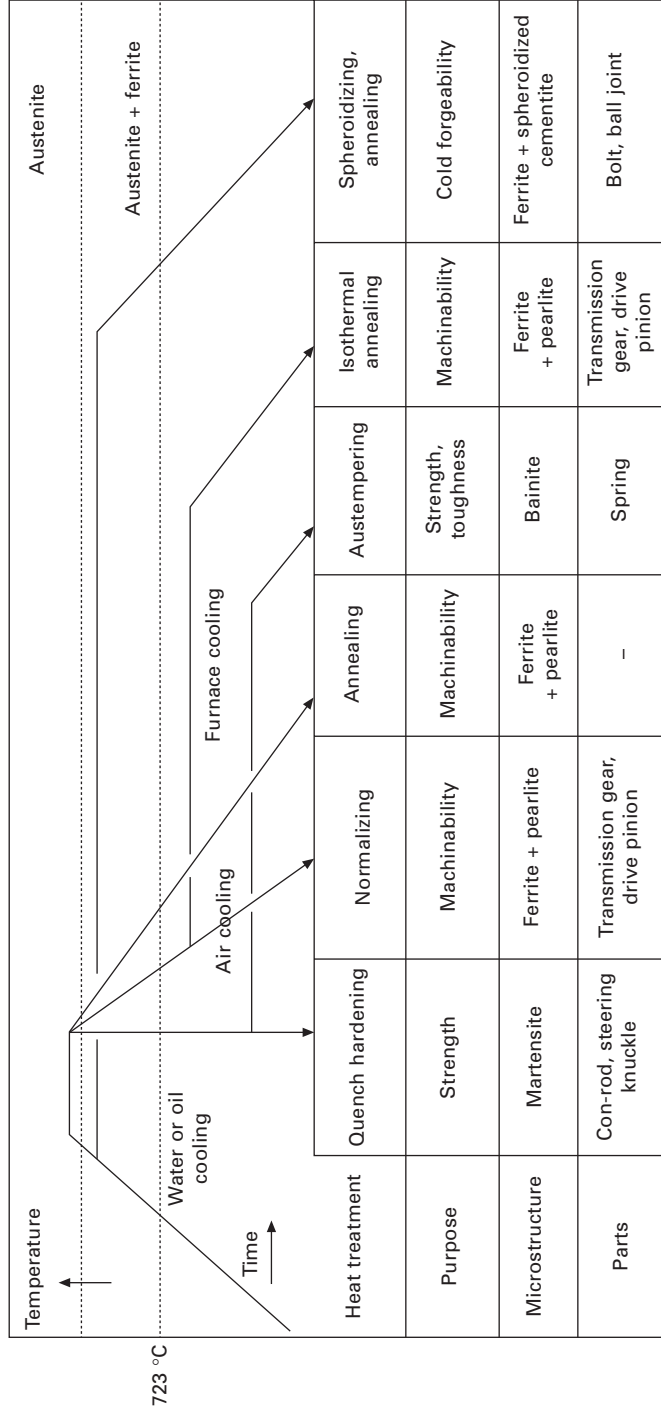 Temperature
Austenite
Austenite + ferrite
723 °C
Water or oil
cooling
Air cooling
Furnace cooling
Time
Heat treatment
Quench hardening
Normalizing
Annealing
Austempering
Isothermal
annealing
Spheroidizing,
annealing
Purpose
Strength
Machinability
Machinability
Strength,
toughness
Machinability
Cold forgeability
Microstructure
Martensite
Ferrite + pearlite
Ferrite
+ pearlite
Bainite
Ferrite
+ pearlite
Ferrite + spheroidized
cementite
Parts
Con-rod, steering
knuckle
Transmission gear,
drive pinion
–
Spring
Transmission
gear, drive
pinion
Bolt, ball joint